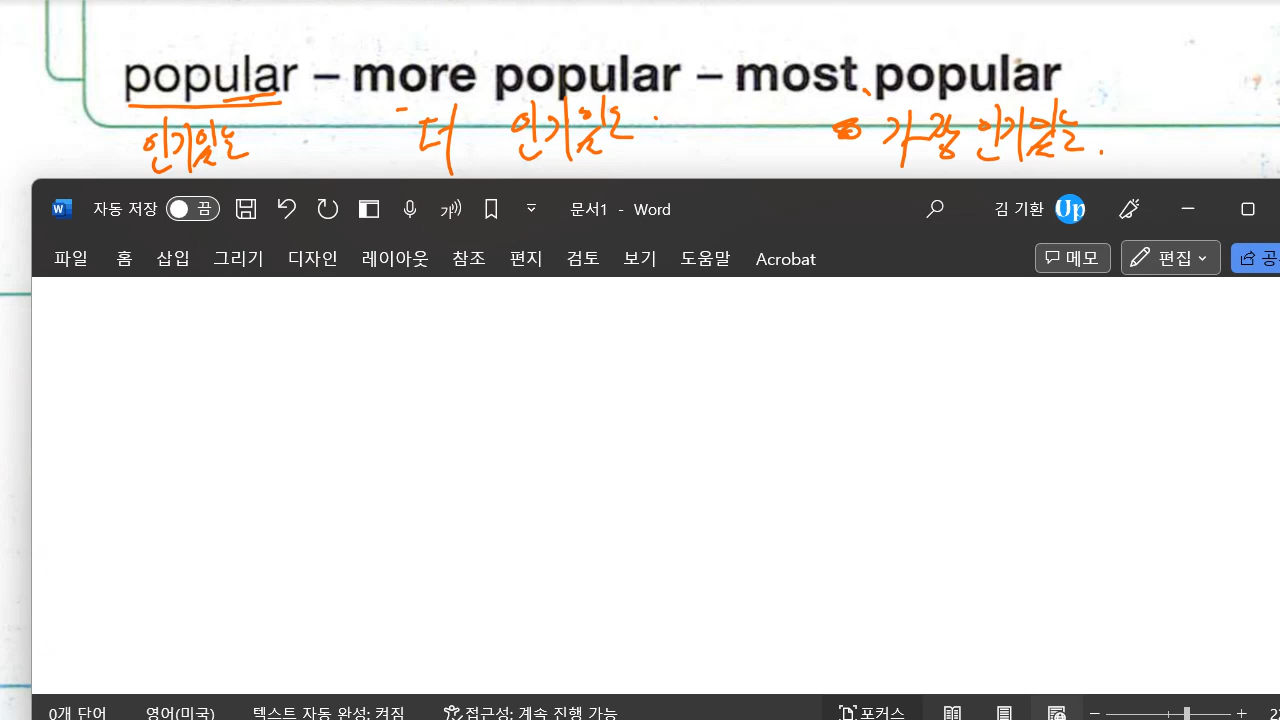 popular – more popular – most popular
인기있는 더 인기있는. 가장 인기있는.
자동 저장 끔 가)) 문서1 - Word 김 기환 Up
파일 홈 삽입 그리기 디자인 레이아웃 참조 편지 검토 보기 도움말 Acrobat 메모 편집
0개 단어 영어(미국) 텍스트 자동 완성: 켜짐 접근성: 계속 진행 가능 포커스